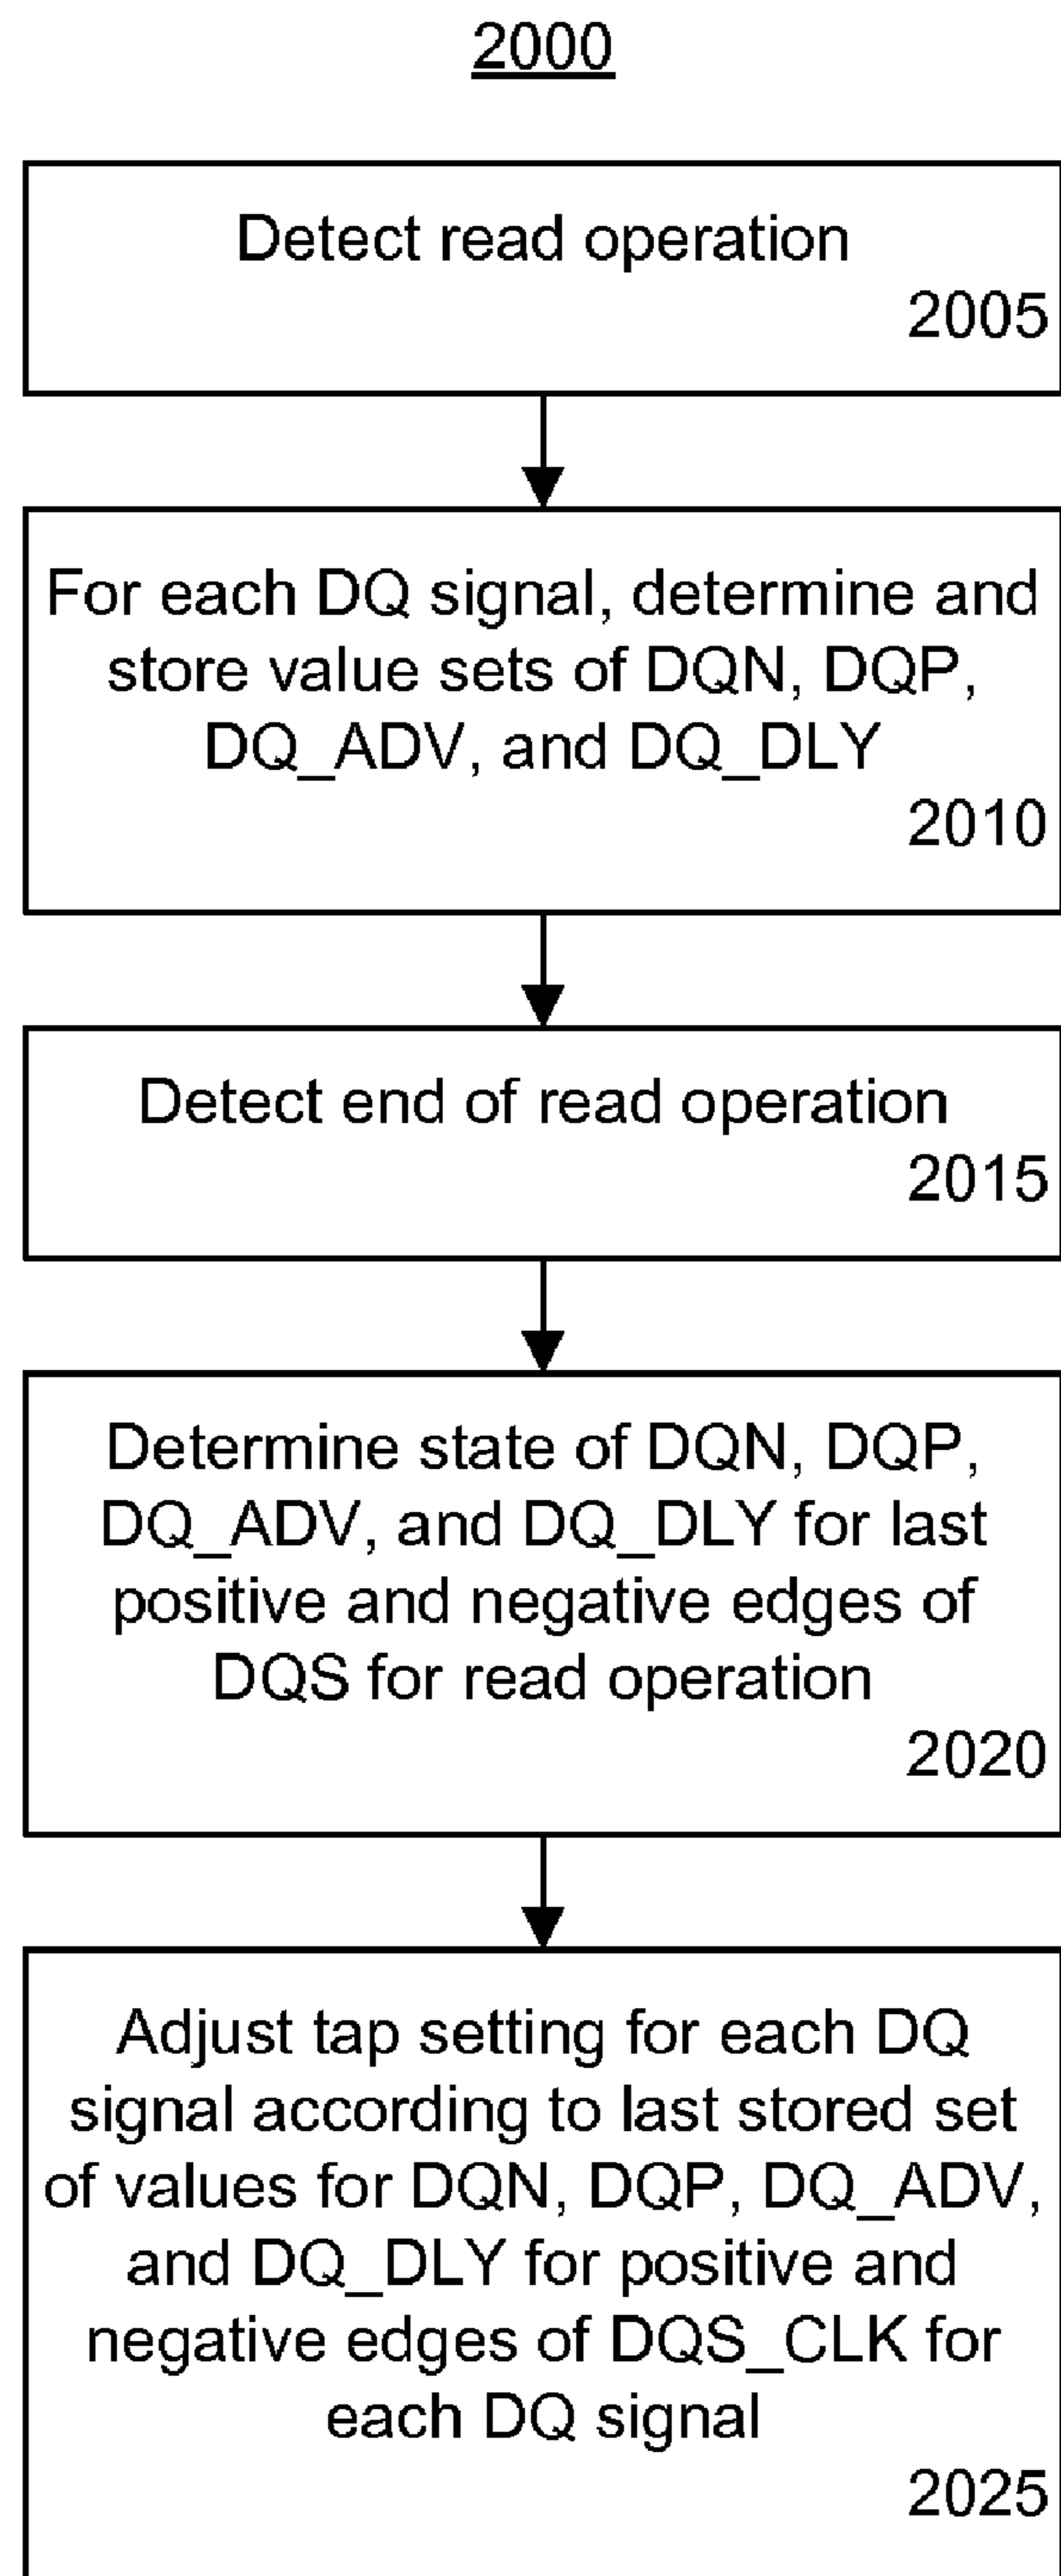 2000
Detect read operation
2005
For each DQ signal, determine and
store value sets of DQN, DQP,
DQ_ADV, and DQ_DLY
2010
Detect end of read operation
2015
Determine state of DQN, DQP,
DQ_ADV, and DQ_DLY for last
positive and negative edges of
DQS for read operation
2020
Adjust tap setting for each DQ
signal according to last stored set
of values for DQN, DQP, DQ_ADV,
and DQ_DLY for positive and
negative edges of DQS_CLK for
each DQ signal
2025